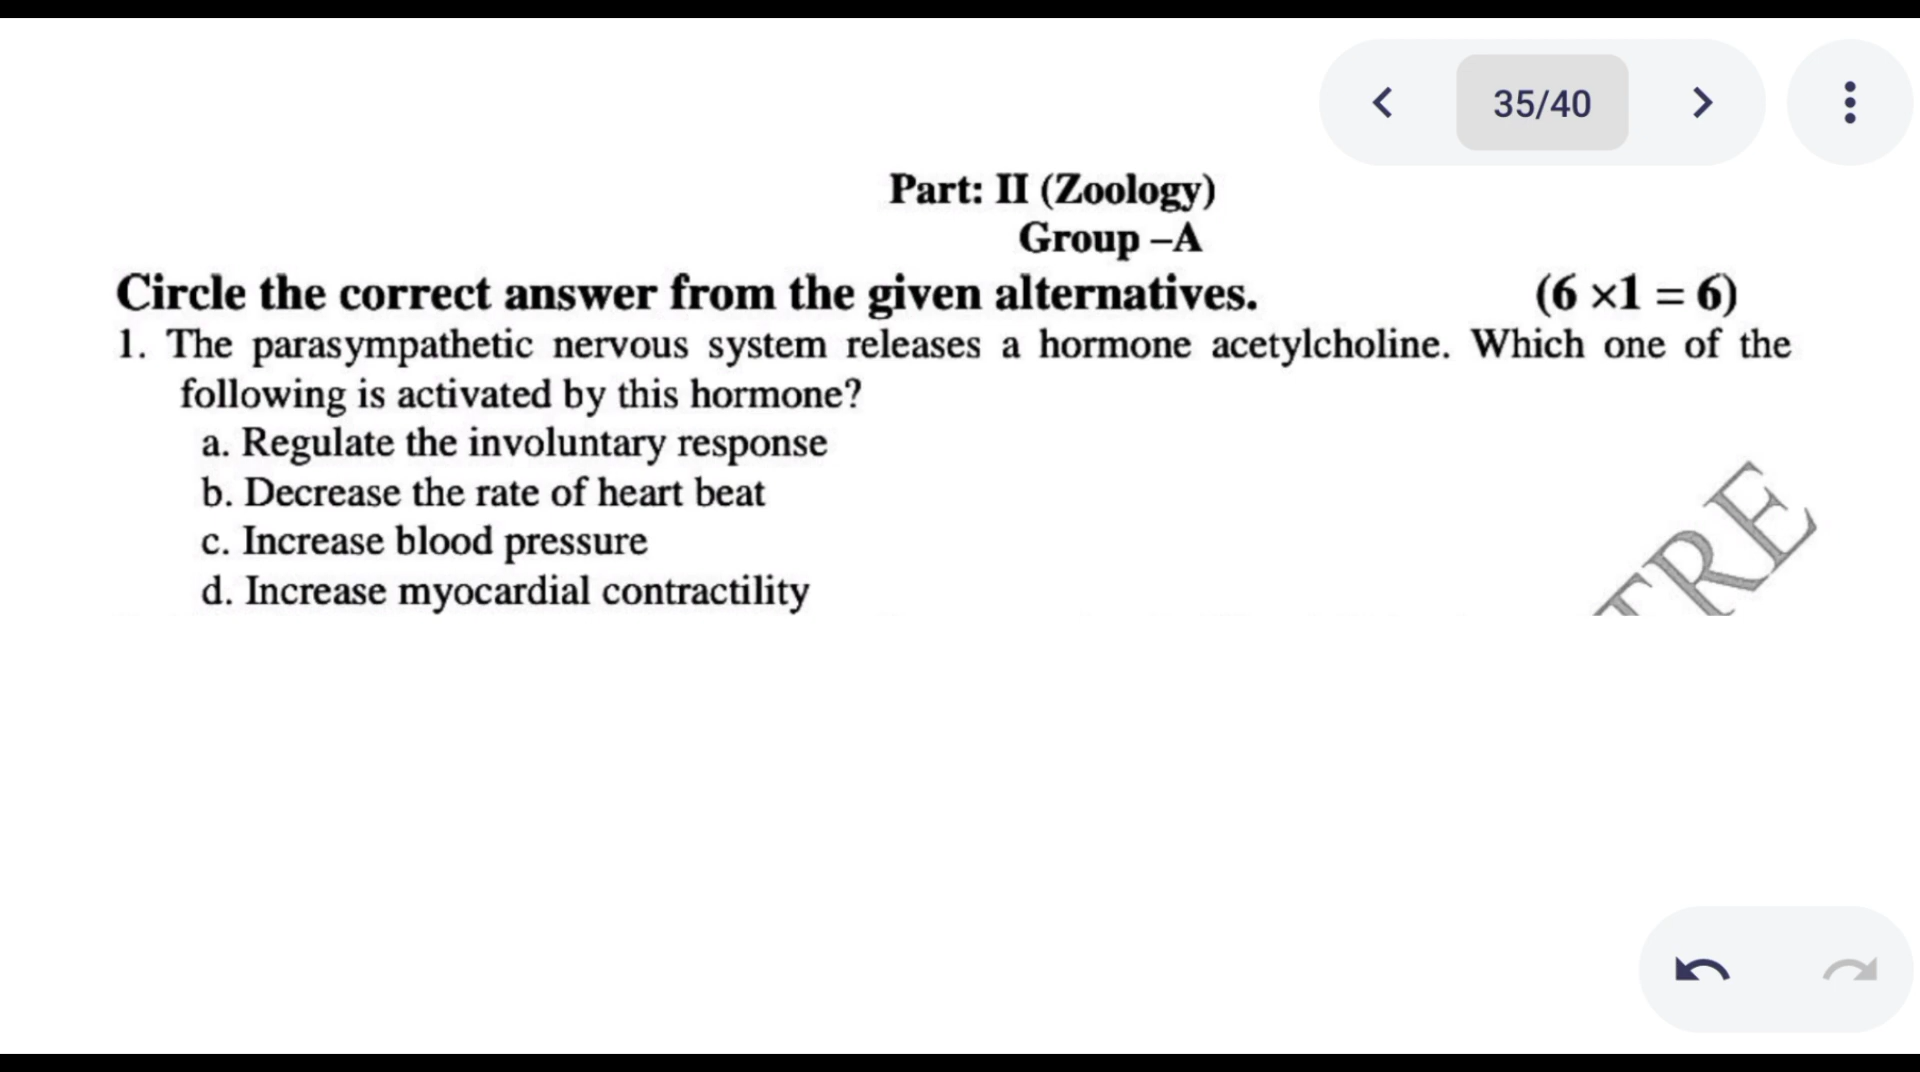 35/40
Part: II (Zoology)
Group –A
Circle the correct answer from the given alternatives. (6 ×1 = 6)
1. The parasympathetic nervous system releases a hormone acetylcholine. Which one of the
following is activated by this hormone?
a. Regulate the involuntary response
b. Decrease the rate of heart beat
c. Increase blood pressure
d. Increase myocardial contractility
TRE